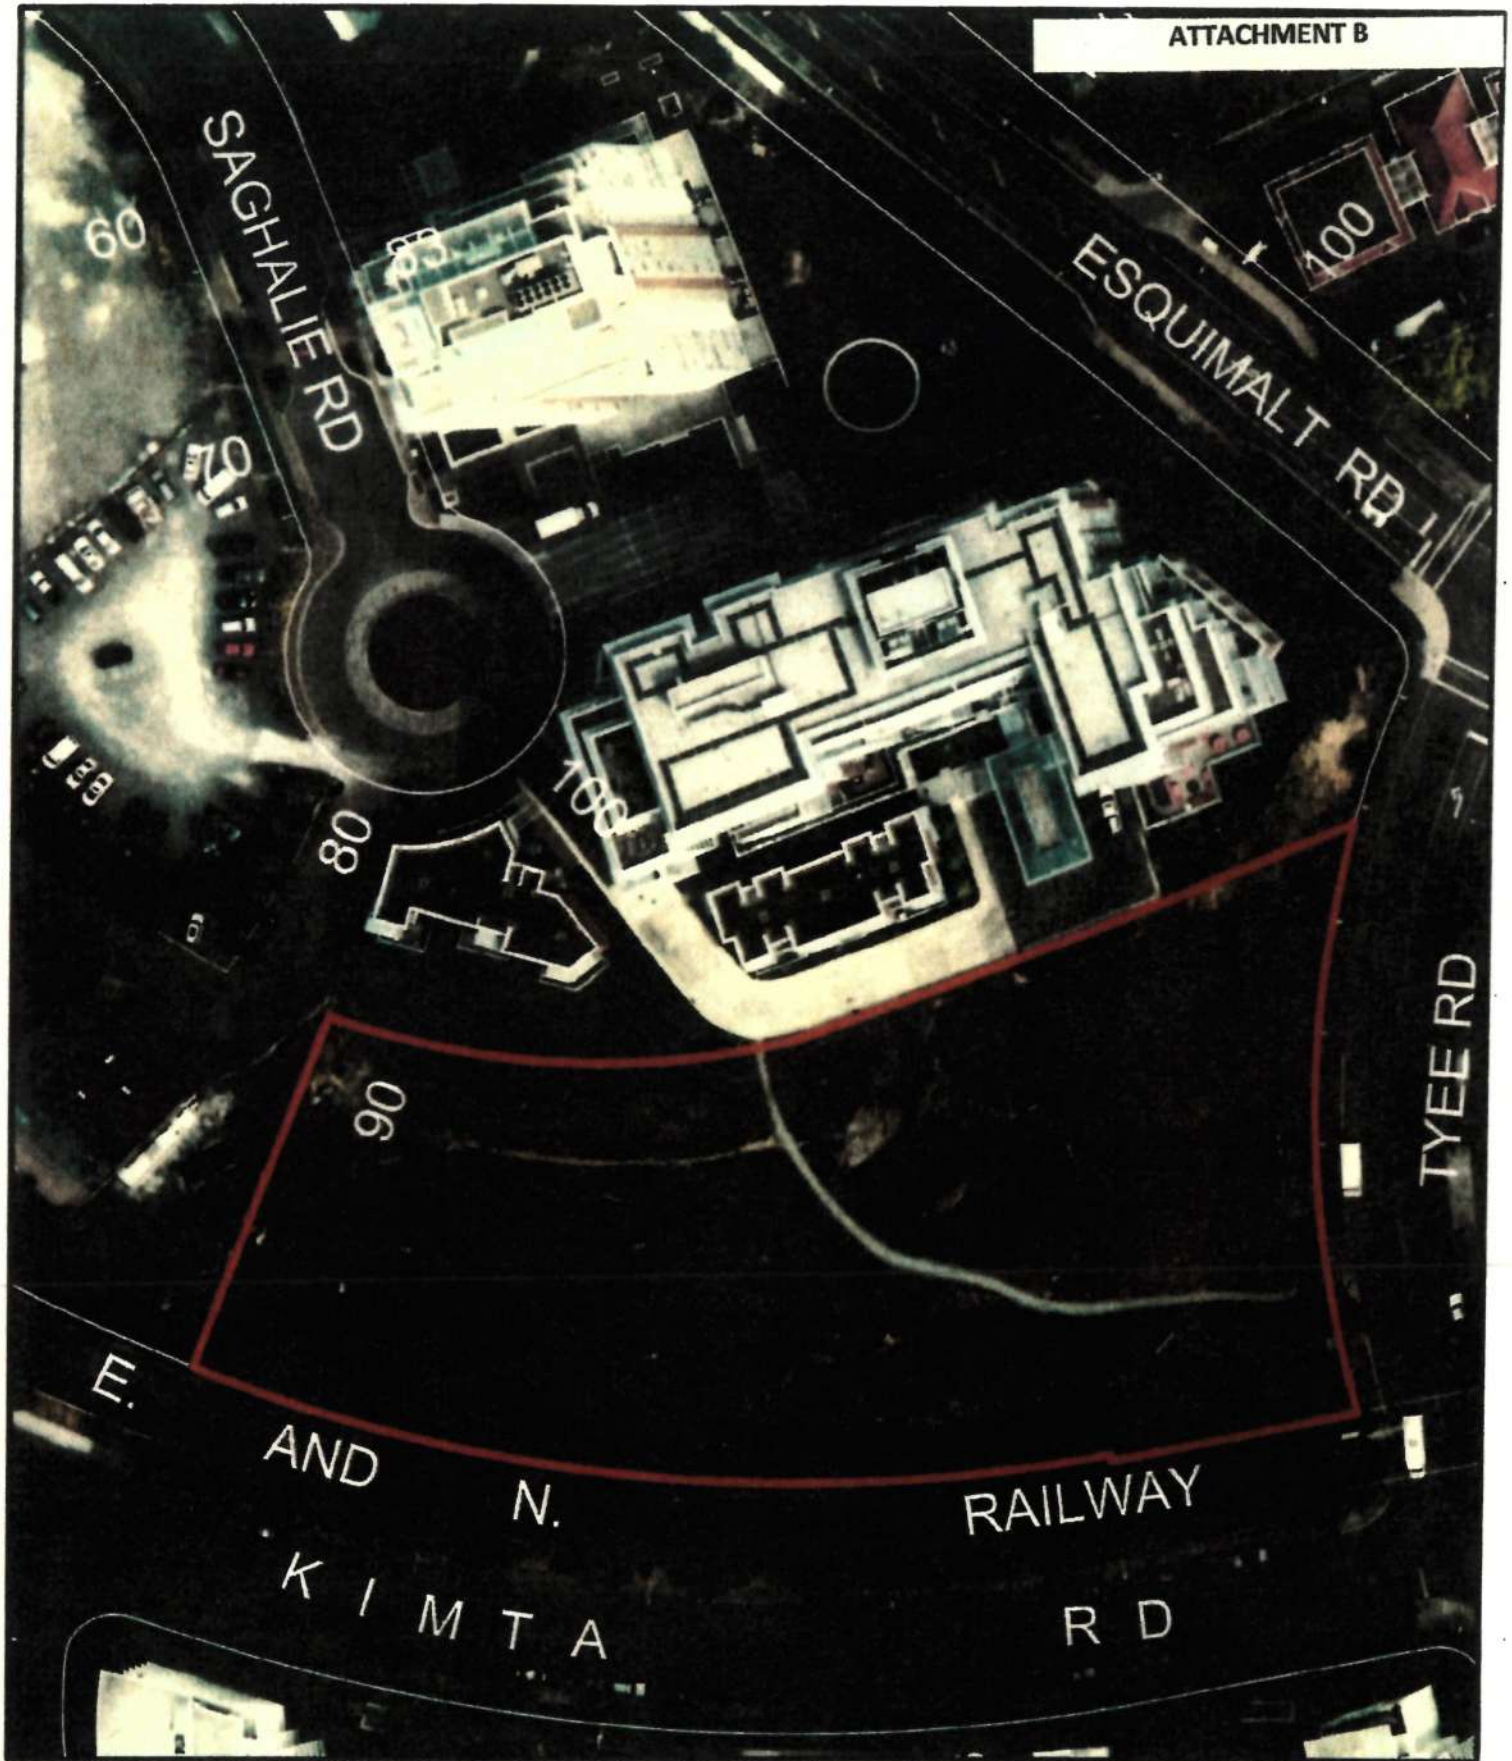 ATTACHMENT B
SAGHALIE RD
60
100
ESQUIMALT RD
70
100
80
TYEE RD
90
E. AND N. RAILWAY
KIMTA RD